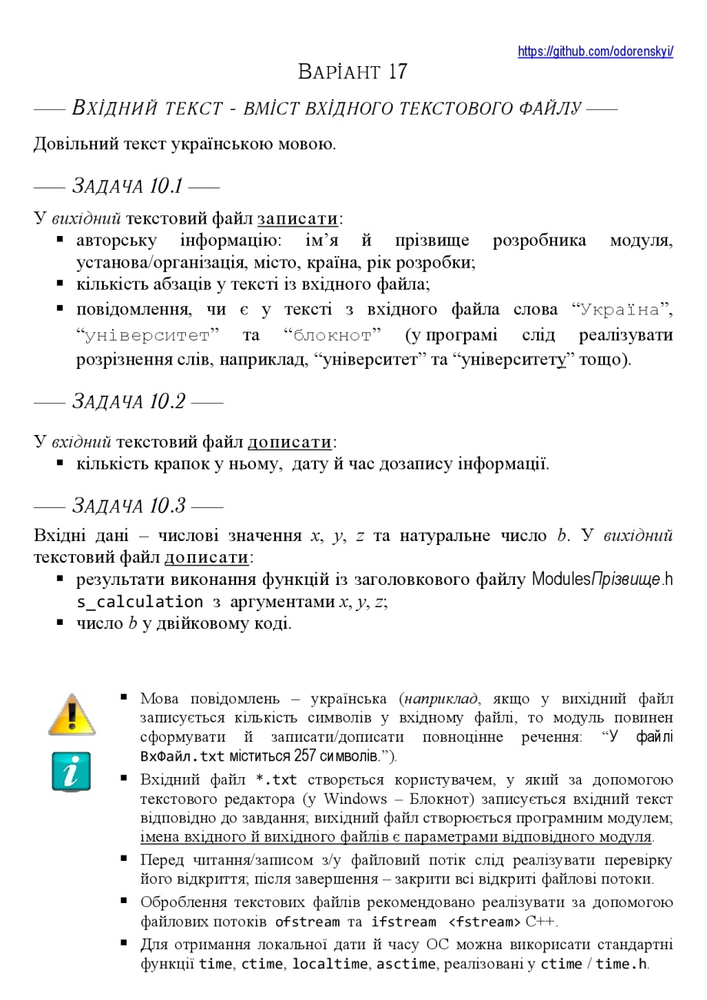 https://github.com/odorenskyi/
ВАРІАНТ 17
ВХІДНИЙ ТЕКСТ - ВМІСТ ВХІДНОГО ТЕКСТОВОГО ФАЙЛУ
Довільний текст українською мовою.
ЗАДАЧА 10.1
У вихідний текстовий файл записати:
▪ авторську інформацію: ім’я й прізвище розробника модуля,
установа/організація, місто, країна, рік розробки;
▪ кількість абзаців у тексті із вхідного файла;
▪ повідомлення, чи є у тексті з вхідного файла слова “Україна”,
“університет” та “блокнот” (у програмі слід реалізувати
розрізнення слів, наприклад, “університет” та “університету” тощо).
ЗАДАЧА 10.2
У вхідний текстовий файл дописати:
▪ кількість крапок у ньому, дату й час дозапису інформації.
ЗАДАЧА 10.3
Вхідні дані – числові значення x, y, z та натуральне число b. У вихідний
текстовий файл дописати:
▪ результати виконання функцій із заголовкового файлу ModulesПрізвище.h
s_calculation з аргументами x, y, z;
▪ число b у двійковому коді.
▪ Мова повідомлень – українська (наприклад, якщо у вихідний файл
записується кількість символів у вхідному файлі, то модуль повинен
сформувати й записати/дописати повноцінне речення: “У файлі
ВхФайл.txt міститься 257 символів.”).
▪ Вхідний файл *.txt створється користувачем, у який за допомогою
текстового редактора (у Windows – Блокнот) записується вхідний текст
відповідно до завдання; вихідний файл створюється програмним модулем;
імена вхідного й вихідного файлів є параметрами відповідного модуля.
▪ Перед читання/записом з/у файловий потік слід реалізувати перевірку
його відкриття; після завершення – закрити всі відкриті файлові потоки.
▪ Оброблення текстових файлів рекомендовано реалізувати за допомогою
файлових потоків ofstream та ifstream <fstream> С++.
▪ Для отримання локальної дати й часу ОС можна викорисати стандартні
функції time, ctime, localtime, asctime, реалізовані у ctime / time.h.